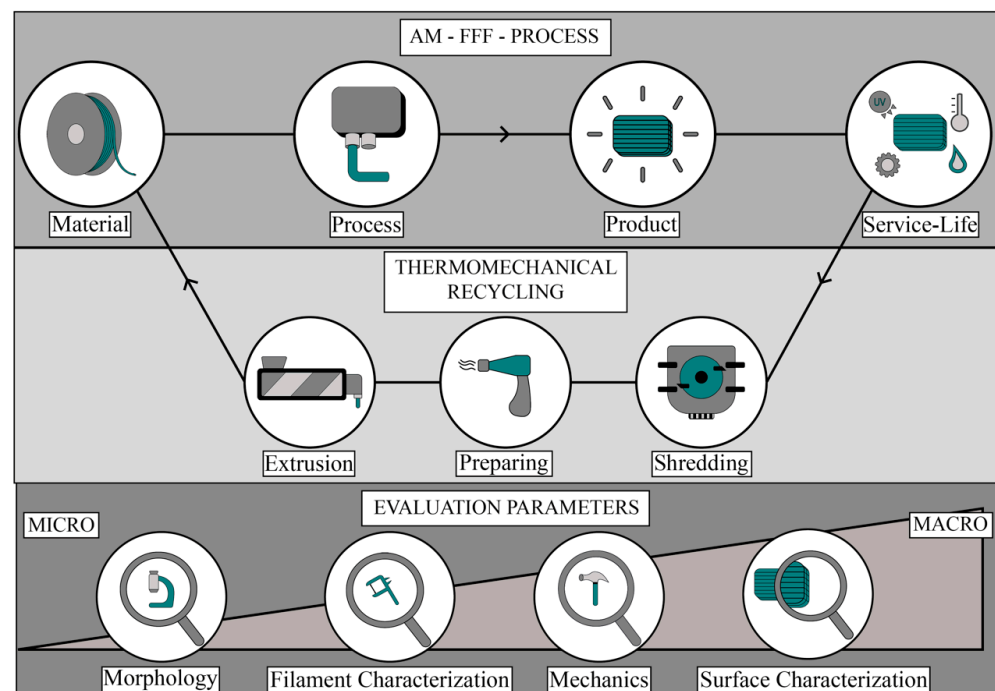 AM - FFF - PROCESS
UV
Material
Process
Product
Service-Life
THERMOMECHANICAL
RECYCLING
Extrusion
Preparing
Shredding
EVALUATION PARAMETERS
MICRO
MACRO
Morphology
Filament Characterization
Mechanics
Surface Characterization